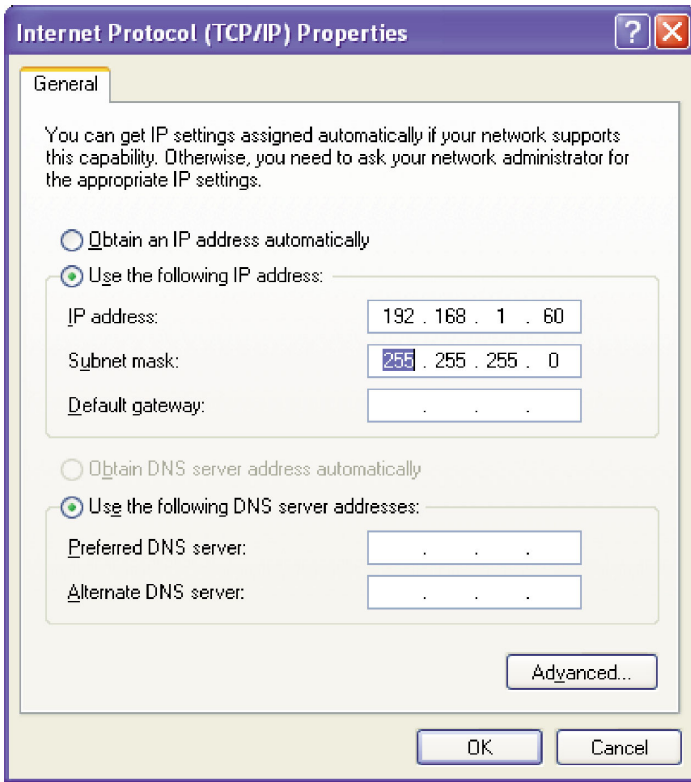 Internet Protocol (TCP/IP) Properties
General
You can get IP settings assigned automatically if your network supports
this capability. Otherwise, you need to ask your network administrator for
the appropriate IP settings.
Obtain an IP address automatically
Use the following IP address:
IP address: 192 . 168 . 1 . 60
Subnet mask: 255 . 255 . 255 . 0
Default gateway: . . .
Obtain DNS server address automatically
Use the following DNS server addresses:
Preferred DNS server: . . .
Alternate DNS server: . . .
Advanced...
OK Cancel